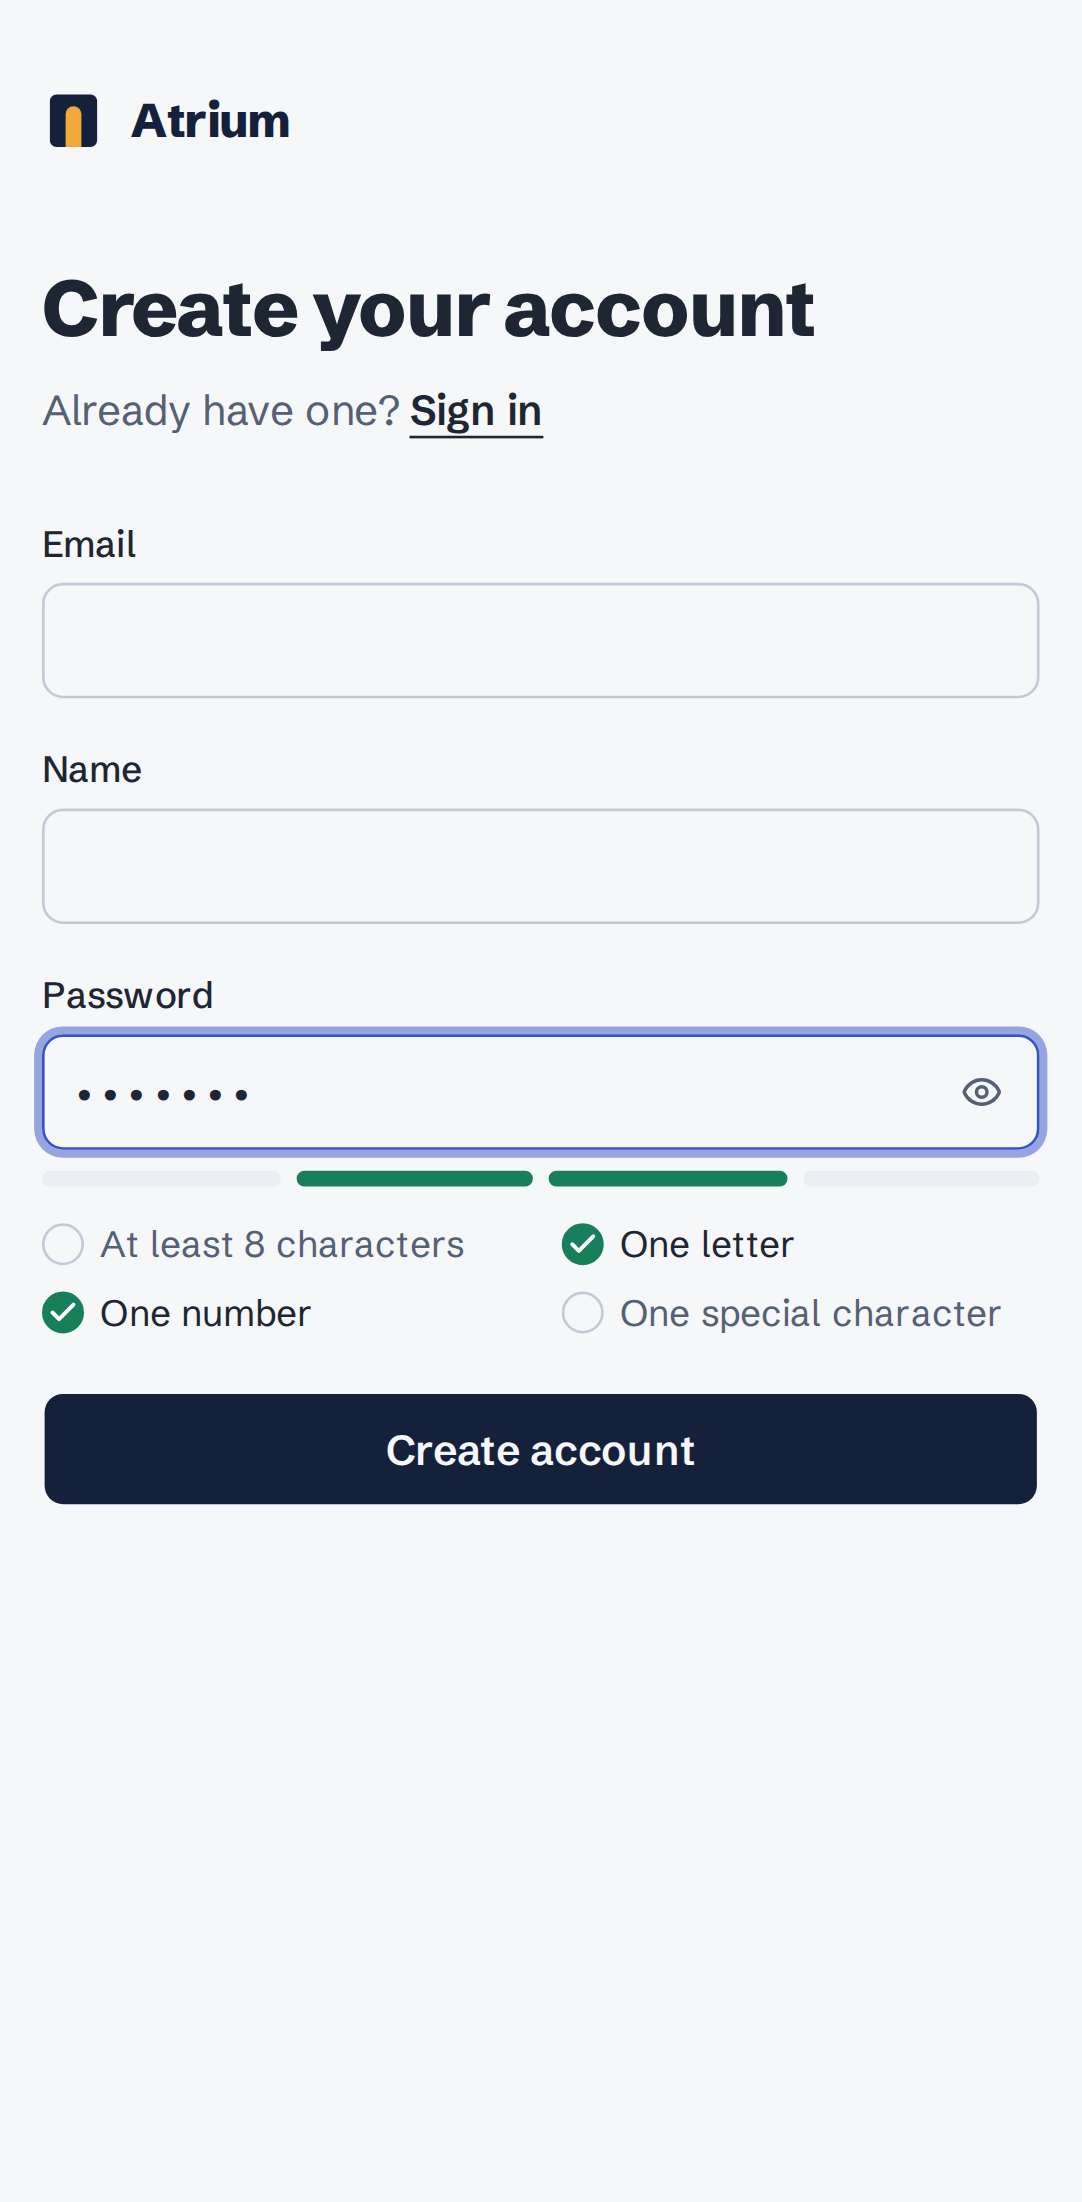 Atrium
Create your account
Already have one? Sign in
Email
Name
Password
•••••••
At least 8 characters
One letter
One number
One special character
Create account